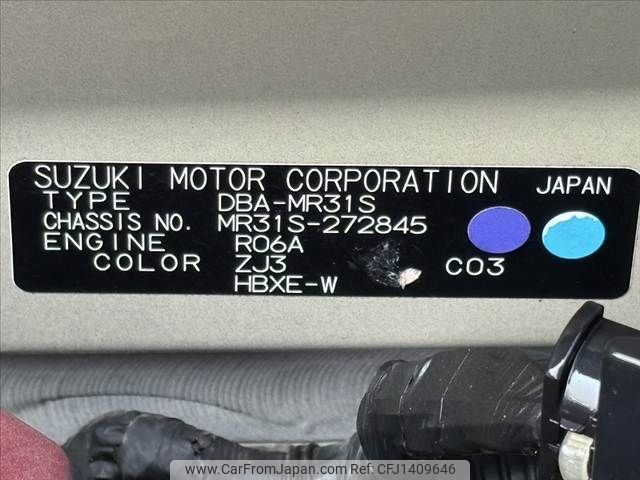 SUZUKI MOTOR CORPORATION JAPAN
TYPE DBA-MR31S
CHASSIS NO. MR31S-272845
ENGINE R06A
COLOR ZJ3 C03
HBXE-W
www.CarFromJapan.com | Ref. No: CFJ1409646